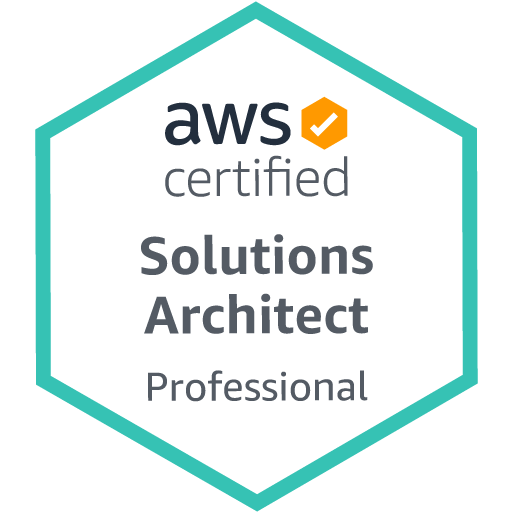 aws
certified
Solutions
Architect
Professional